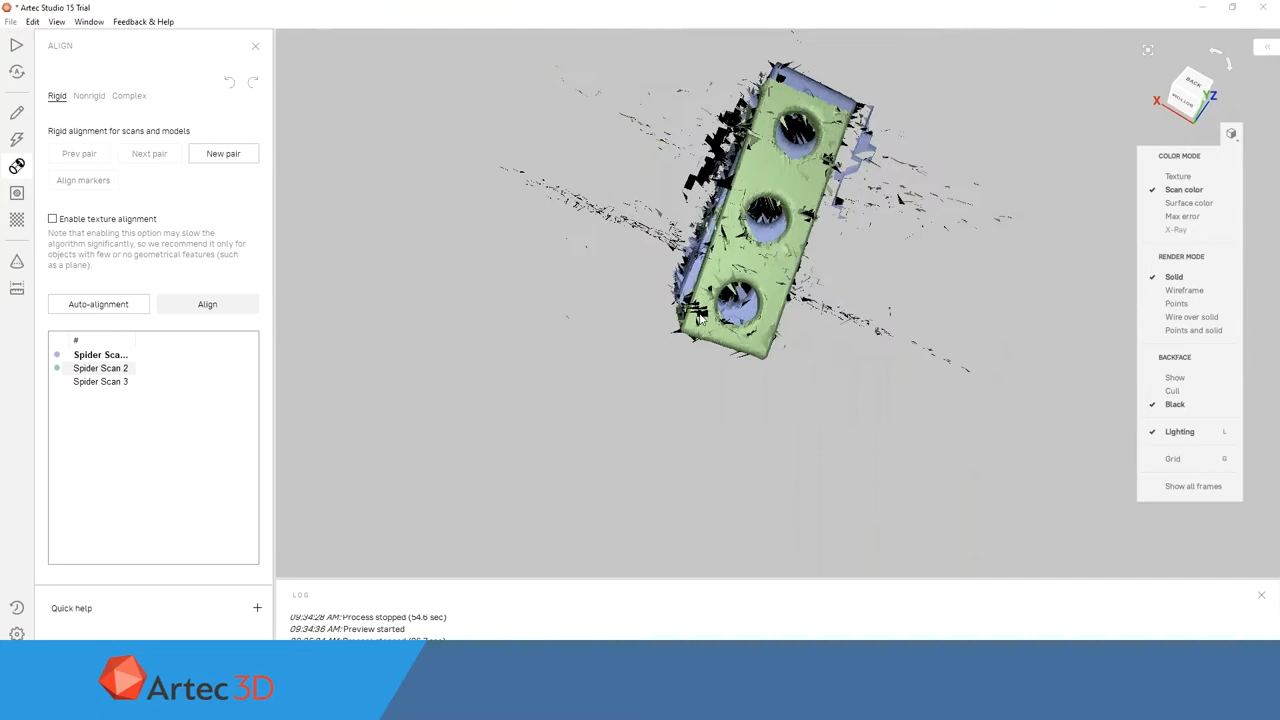 * Artec Studio 15 Trial
File Edit View Window Feedback & Help
ALIGN
Rigid Nonrigid Complex
Rigid alignment for scans and models
Prev pair Next pair New pair
Align markers
Enable texture alignment
Note that enabling this option may slow the
algorithm significantly, so we recommend it only for
objects with few or no geometrical features (such
as a plane).
Auto-alignment Align
#
Spider Sca...
Spider Scan 2
Spider Scan 3
Quick help
BACK
BOTTOM
X Y Z
COLOR MODE
Texture
Scan color
Surface color
Max error
X-Ray
RENDER MODE
Solid
Wireframe
Points
Wire over solid
Points and solid
BACKFACE
Show
Cull
Black
Lighting L
Grid G
Show all frames
LOG
09:34:28 AM: Process stopped (54.6 sec)
09:34:36 AM: Preview started
Artec 3D